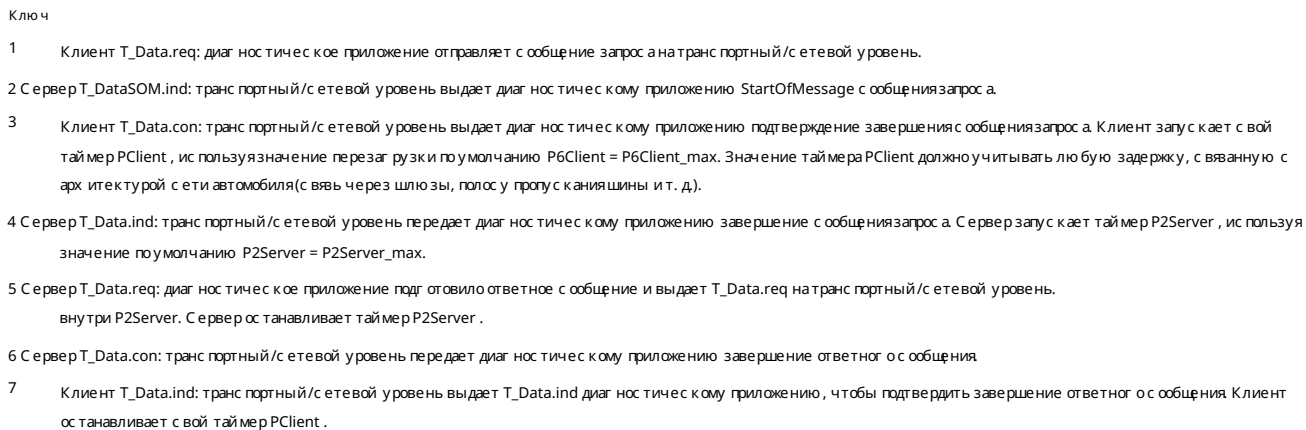 Ключ
1 Клиент T_Data.req: диагностическое приложение отправляет сообщение запроса на транспортный/сетевой уровень.
2 Сервер T_DataSOM.ind: транспортный/сетевой уровень выдает диагностическому приложению StartOfMessage сообщения запроса.
3 Клиент T_Data.con: транспортный/сетевой уровень выдает диагностическому приложению подтверждение завершения сообщения запроса. Клиент запускает свой
таймер PClient , используя значение перезагрузки по умолчанию P6Client = P6Client_max. Значение таймера PClient должно учитывать любую задержку, связанную с
архитектурой сети автомобиля (связь через шлюзы, полосу пропускания шины и т. д.).
4 Сервер T_Data.ind: транспортный/сетевой уровень передает диагностическому приложению завершение сообщения запроса. Сервер запускает таймер P2Server , используя
значение по умолчанию P2Server = P2Server_max.
5 Сервер T_Data.req: диагностическое приложение подготовило ответное сообщение и выдает T_Data.req на транспортный/сетевой уровень.
внутри P2Server. Сервер останавливает таймер P2Server .
6 Сервер T_Data.con: транспортный/сетевой уровень передает диагностическому приложению завершение ответного сообщения.
7 Клиент T_Data.ind: транспортный/сетевой уровень выдает T_Data.ind диагностическому приложению , чтобы подтвердить завершение ответного сообщения. Клиент
останавливает свой таймер PClient .